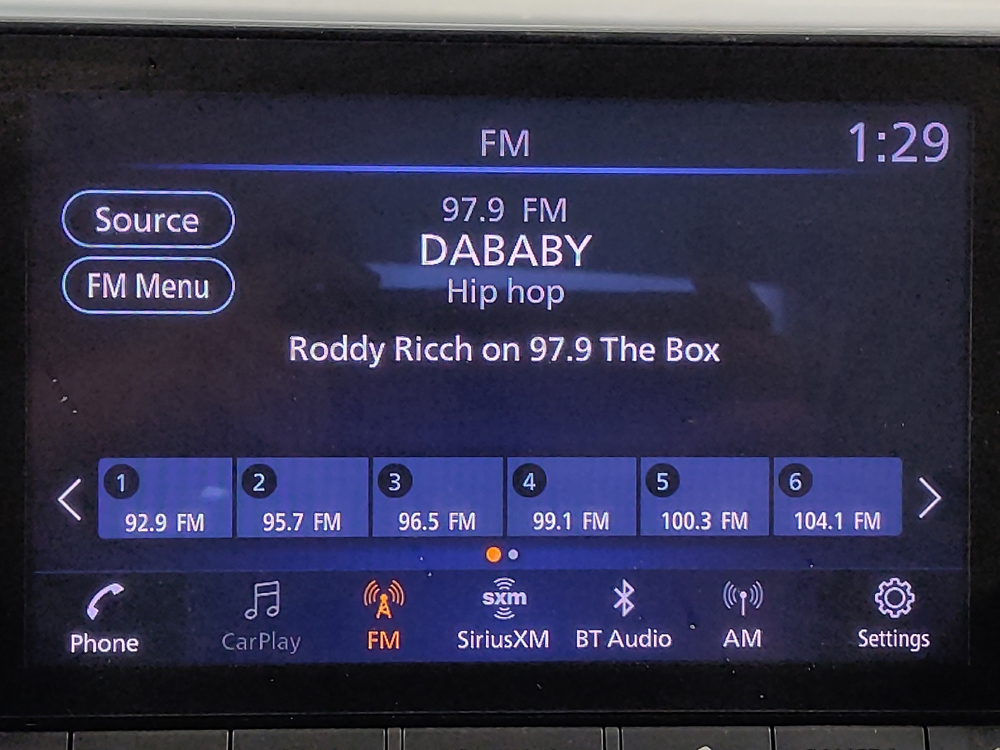 FM
1:29
Source
FM Menu
97.9 FM
DABABY
Hip hop
Roddy Ricch on 97.9 The Box
1
92.9 FM
2
95.7 FM
3
96.5 FM
4
99.1 FM
5
100.3 FM
6
104.1 FM
sxm
Phone
CarPlay
FM
SiriusXM
BT Audio
AM
Settings